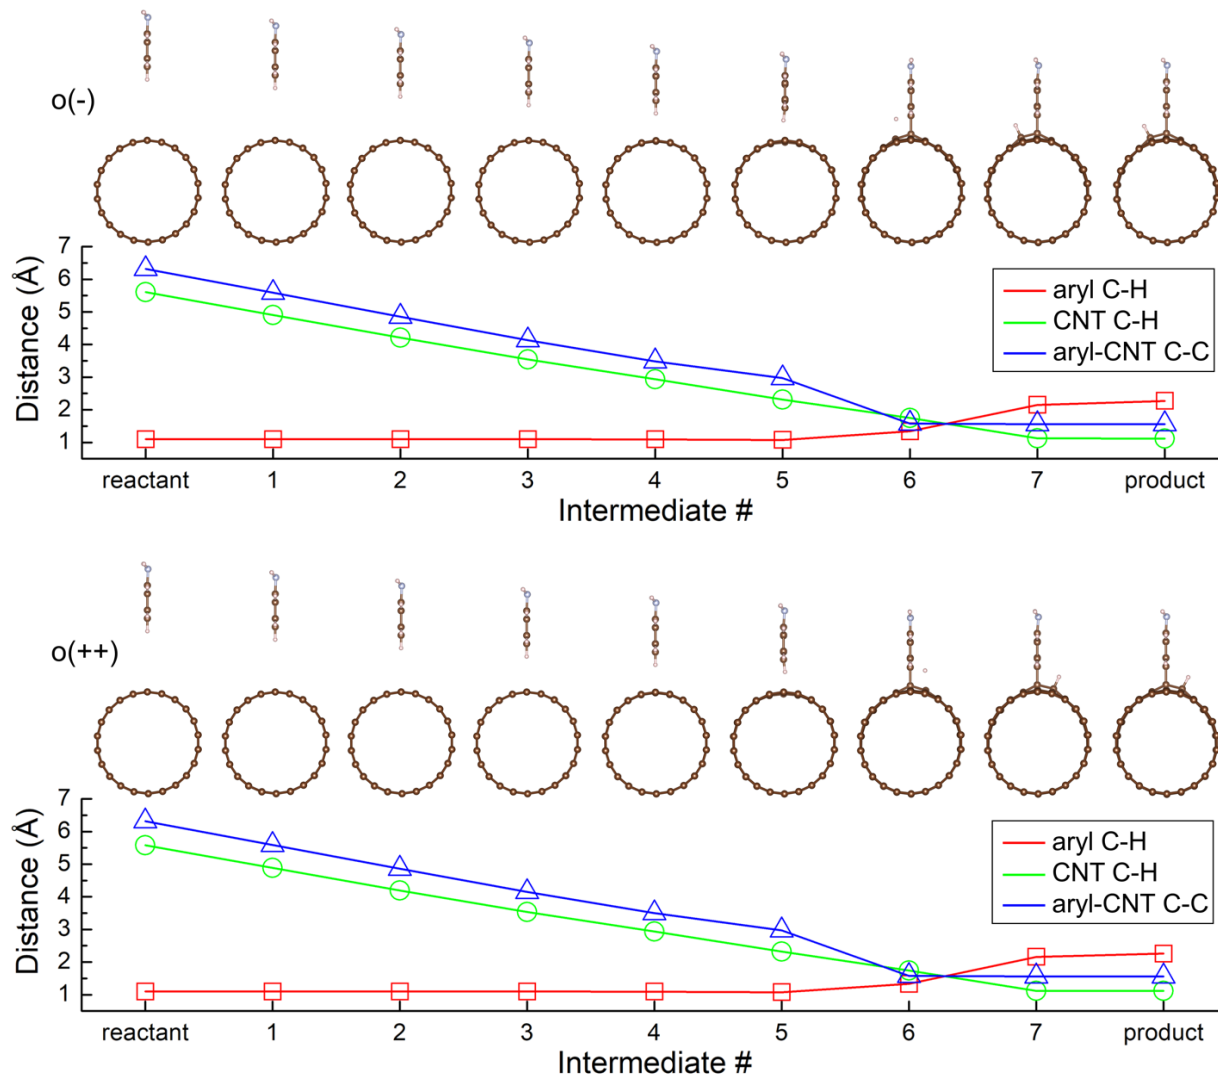 o(-)
7
6
5
4
3
2
1
Distance (Å)
aryl C-H
CNT C-H
aryl-CNT C-C
reactant 1 2 3 4 5 6 7 product
Intermediate #
o(++)
7
6
5
4
3
2
1
Distance (Å)
aryl C-H
CNT C-H
aryl-CNT C-C
reactant 1 2 3 4 5 6 7 product
Intermediate #